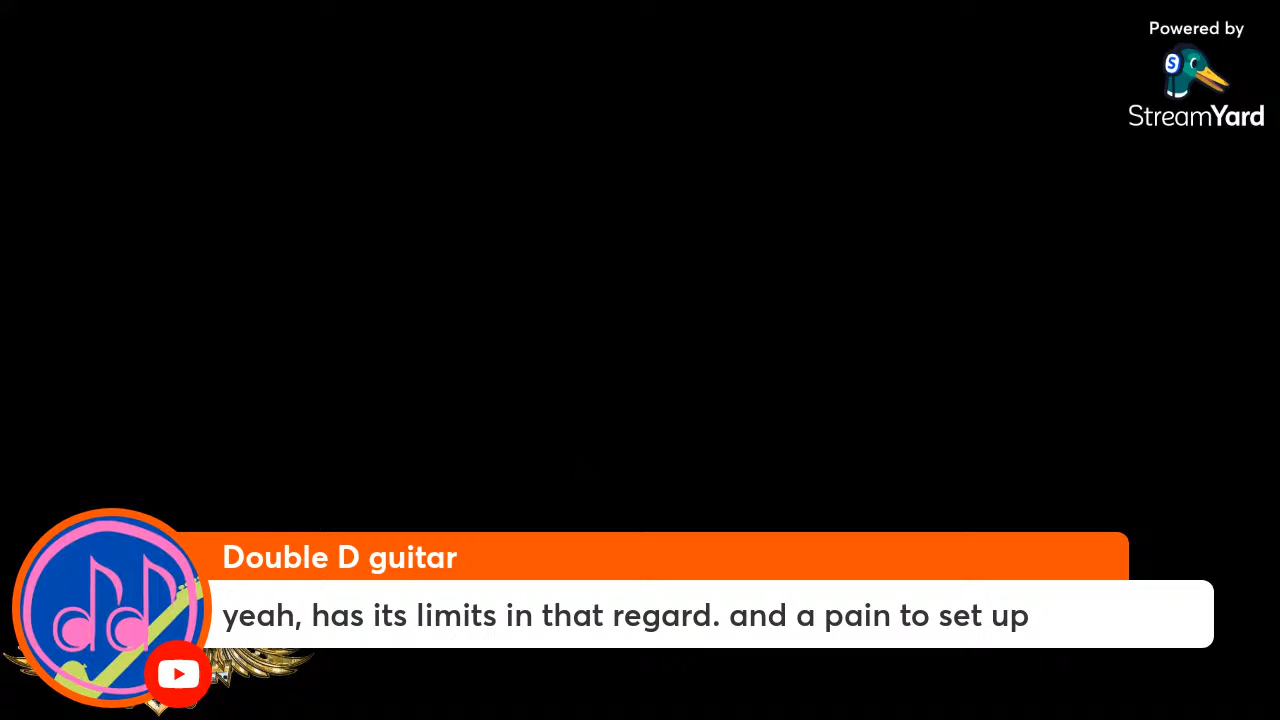 Powered by
S
StreamYard
Double D guitar
yeah, has its limits in that regard. and a pain to set up